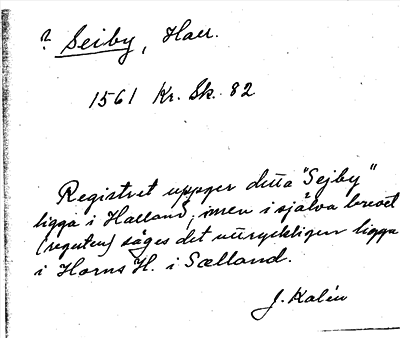 ? Seiby, Hall.
1561 Kr. Sk. 82
Registret uppger detta "Sejby"
ligga i Halland, men i själva brevet
säges det uttryckligen ligga
i Horns H. i Sælland.
J. Kalén